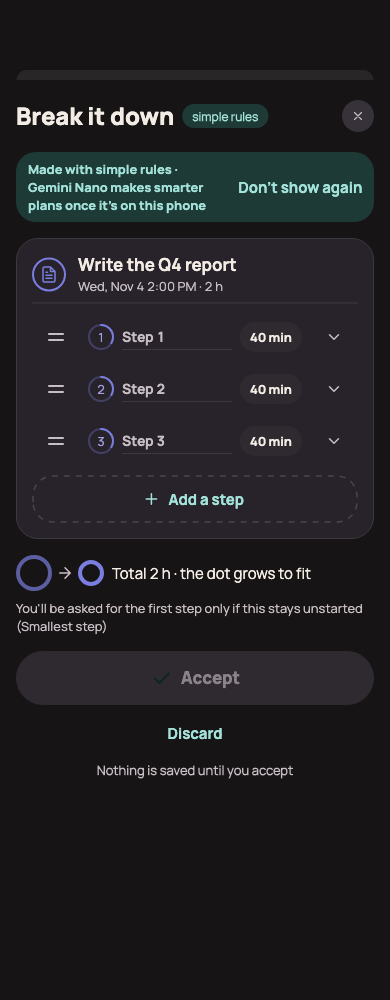 Break it down
simple rules
Made with simple rules ·
Gemini Nano makes smarter
plans once it's on this phone
Don't show again
Write the Q4 report
Wed, Nov 4 2:00 PM · 2 h
1 Step 1 40 min
2 Step 2 40 min
3 Step 3 40 min
+ Add a step
→ Total 2 h · the dot grows to fit
You'll be asked for the first step only if this stays unstarted
(Smallest step)
Accept
Discard
Nothing is saved until you accept